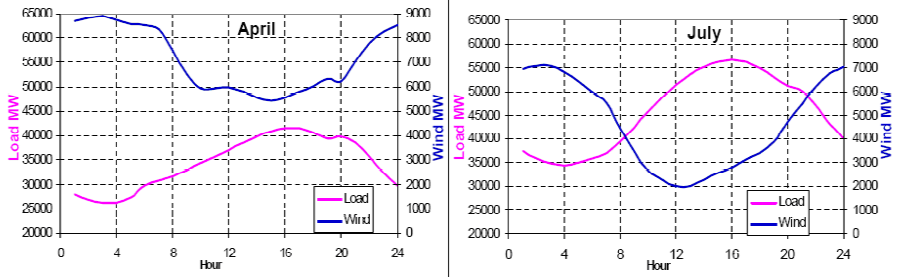 April
Load MW
65000
60000
55000
50000
45000
40000
35000
30000
25000
20000
9000
8000
7000
6000
5000
4000
3000
2000
1000
0
Wind MW
Load
Wind
0 4 8 12 16 20 24
Hour
July
Load MW
65000
60000
55000
50000
45000
40000
35000
30000
25000
20000
9000
8000
7000
6000
5000
4000
3000
2000
1000
0
Wind MW
Load
Wind
0 4 8 12 16 20 24
Hour